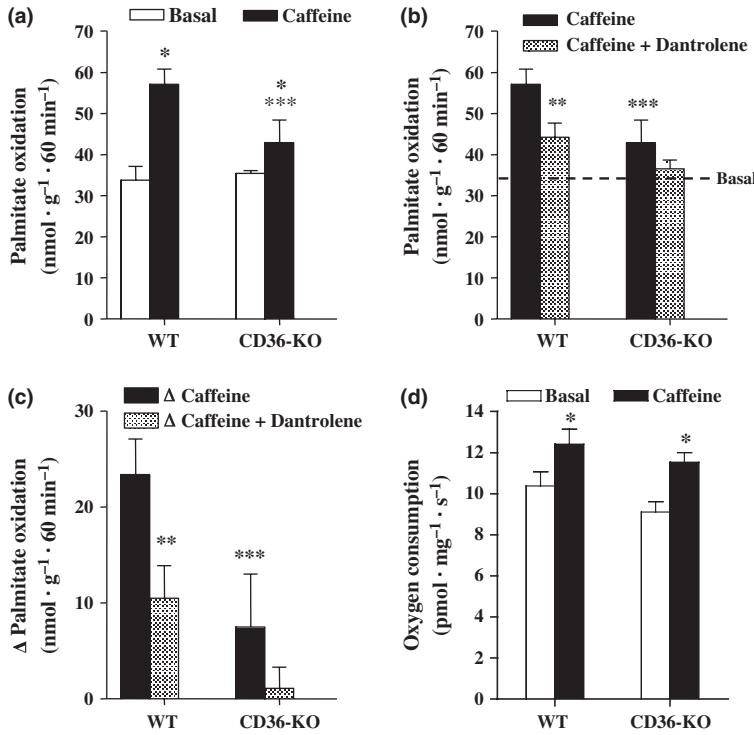 (a)
Basal
Caffeine
Palmitate oxidation
(nmol · g⁻¹ · 60 min⁻¹)
70
60
50
40
30
20
10
0
*
*
***
WT
CD36-KO
(b)
Caffeine
Caffeine + Dantrolene
Palmitate oxidation
(nmol · g⁻¹ · 60 min⁻¹)
70
60
50
40
30
20
10
0
**
***
Basal
WT
CD36-KO
(c)
Δ Caffeine
Δ Caffeine + Dantrolene
Δ Palmitate oxidation
(nmol · g⁻¹ · 60 min⁻¹)
30
20
10
0
**
***
WT
CD36-KO
(d)
Basal
Caffeine
Oxygen consumption
(pmol · mg⁻¹ · s⁻¹)
14
12
10
8
6
4
2
0
*
*
WT
CD36-KO